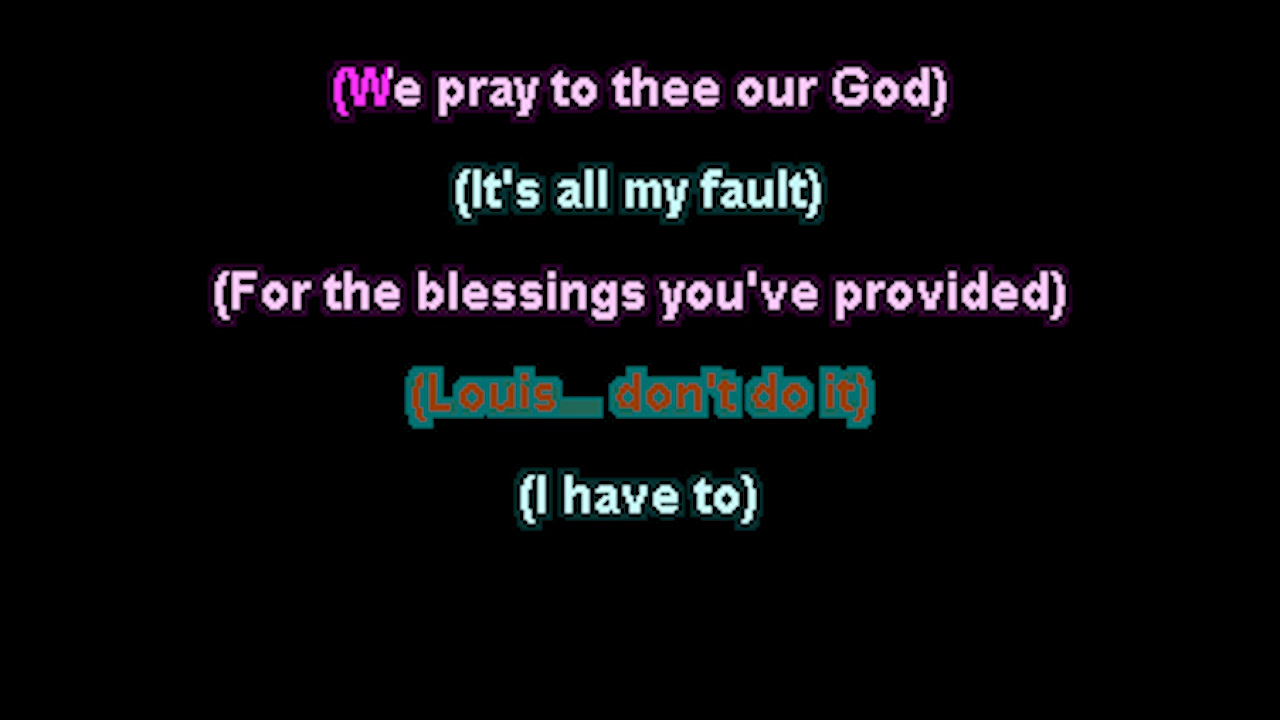 (We pray to thee our God)
(It's all my fault)
(For the blessings you've provided)
(Louis__ don't do it)
(I have to)